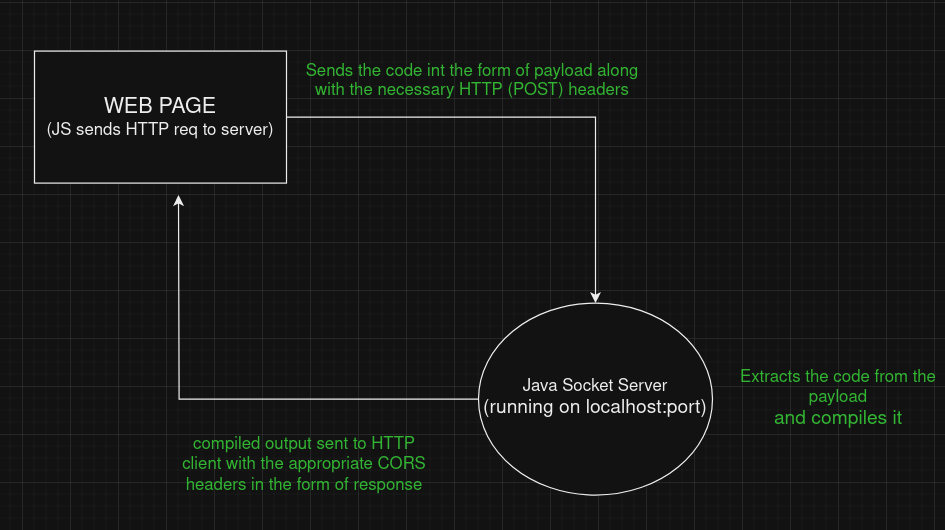 WEB PAGE
(JS sends HTTP req to server)
Sends the code int the form of payload along
with the necessary HTTP (POST) headers
Java Socket Server
(running on localhost:port)
Extracts the code from the
payload
and compiles it
compiled output sent to HTTP
client with the appropriate CORS
headers in the form of response